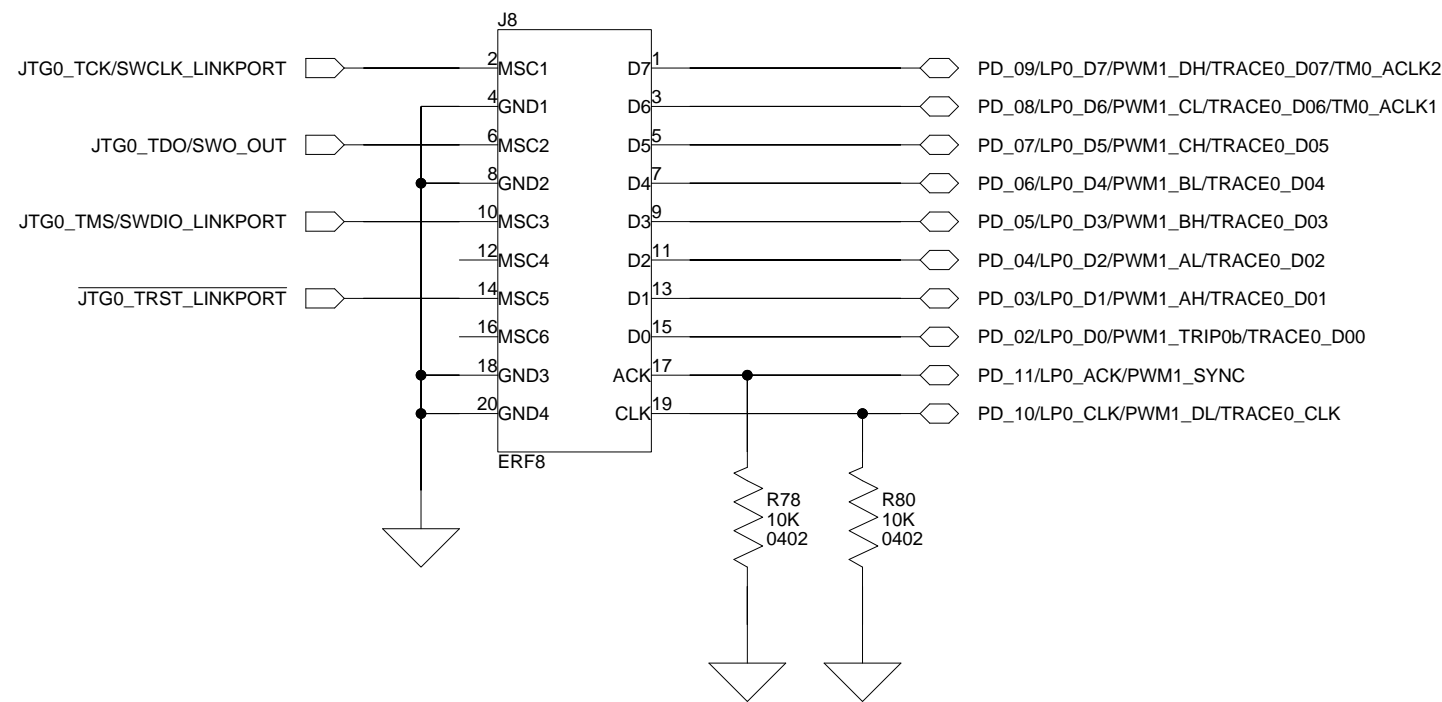 J8
JTG0_TCK/SWCLK_LINKPORT 2 MSC1 D7 1 PD_09/LP0_D7/PWM1_DH/TRACE0_D07/TM0_ACLK2
4 GND1 D6 3 PD_08/LP0_D6/PWM1_CL/TRACE0_D06/TM0_ACLK1
JTG0_TDO/SWO_OUT 6 MSC2 D5 5 PD_07/LP0_D5/PWM1_CH/TRACE0_D05
8 GND2 D4 7 PD_06/LP0_D4/PWM1_BL/TRACE0_D04
JTG0_TMS/SWDIO_LINKPORT 10 MSC3 D3 9 PD_05/LP0_D3/PWM1_BH/TRACE0_D03
12 MSC4 D2 11 PD_04/LP0_D2/PWM1_AL/TRACE0_D02
JTG0_TRST_LINKPORT 14 MSC5 D1 13 PD_03/LP0_D1/PWM1_AH/TRACE0_D01
16 MSC6 D0 15 PD_02/LP0_D0/PWM1_TRIP0b/TRACE0_D00
18 GND3 ACK 17 PD_11/LP0_ACK/PWM1_SYNC
20 GND4 CLK 19 PD_10/LP0_CLK/PWM1_DL/TRACE0_CLK
ERF8
R78 R80
10K 10K
0402 0402